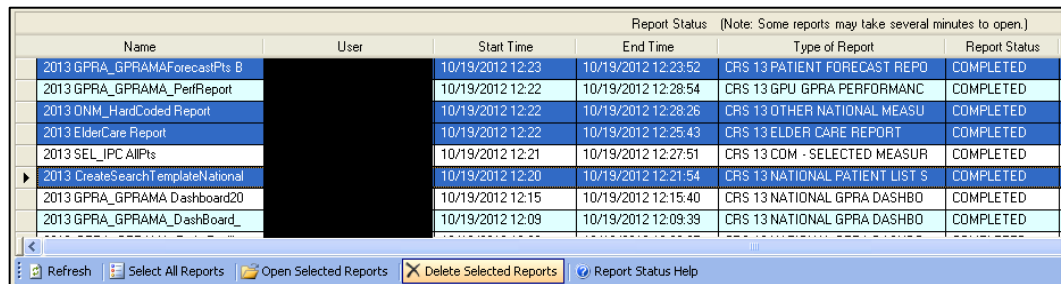 Report Status (Note: Some reports may take several minutes to open.)
Name User Start Time End Time Type of Report Report Status
2013 GPRA_GPRAMAForecastPts B 10/19/2012 12:23 10/19/2012 12:23:52 CRS 13 PATIENT FORECAST REPO COMPLETED
2013 GPRA_GPRAMA_PerfReport 10/19/2012 12:22 10/19/2012 12:28:54 CRS 13 GPU GPRA PERFORMANC COMPLETED
2013 ONM_HardCoded Report 10/19/2012 12:22 10/19/2012 12:28:26 CRS 13 OTHER NATIONAL MEASU COMPLETED
2013 ElderCare Report 10/19/2012 12:22 10/19/2012 12:25:43 CRS 13 ELDER CARE REPORT COMPLETED
2013 SEL_IPC AllPts 10/19/2012 12:21 10/19/2012 12:27:51 CRS 13 COM - SELECTED MEASUR COMPLETED
2013 CreateSearchTemplateNational 10/19/2012 12:20 10/19/2012 12:21:54 CRS 13 NATIONAL PATIENT LIST S COMPLETED
2013 GPRA_GPRAMA Dashboard20 10/19/2012 12:15 10/19/2012 12:15:40 CRS 13 NATIONAL GPRA DASHBO COMPLETED
2013 GPRA_GPRAMA_DashBoard_ 10/19/2012 12:09 10/19/2012 12:09:39 CRS 13 NATIONAL GPRA DASHBO COMPLETED
Refresh Select All Reports Open Selected Reports Delete Selected Reports Report Status Help